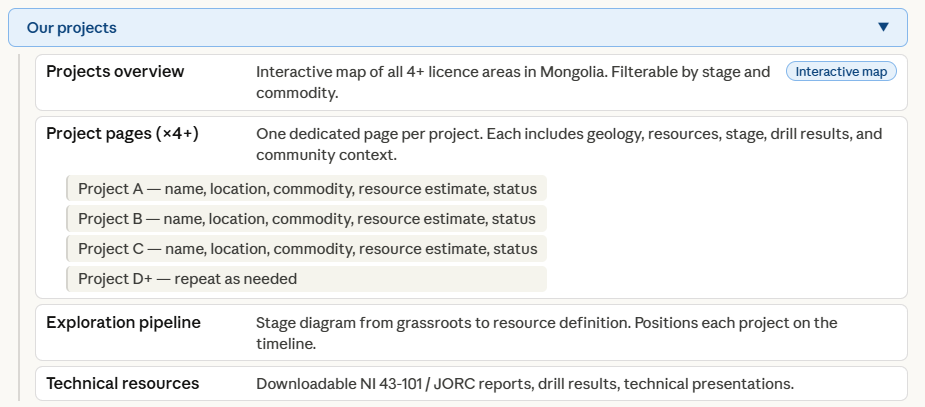 Our projects ▼
Projects overview
Interactive map of all 4+ licence areas in Mongolia. Filterable by stage and
commodity.
Interactive map
Project pages (×4+)
One dedicated page per project. Each includes geology, resources, stage, drill results, and
community context.
Project A — name, location, commodity, resource estimate, status
Project B — name, location, commodity, resource estimate, status
Project C — name, location, commodity, resource estimate, status
Project D+ — repeat as needed
Exploration pipeline
Stage diagram from grassroots to resource definition. Positions each project on the
timeline.
Technical resources
Downloadable NI 43-101 / JORC reports, drill results, technical presentations.